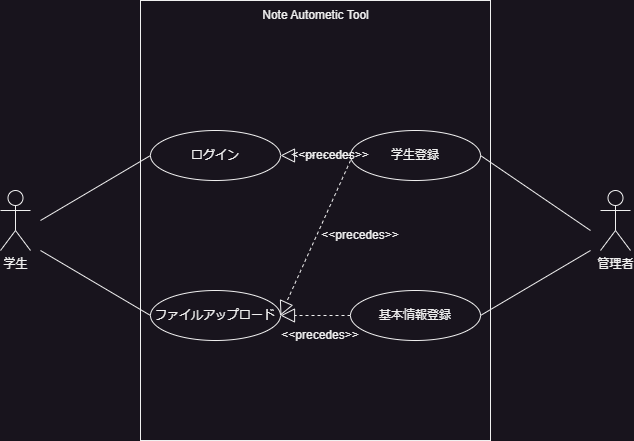 Note Autometic Tool
ログイン
<<precedes>>
学生登録
<<precedes>>
学生
管理者
ファイルアップロード
基本情報登録
<<precedes>>